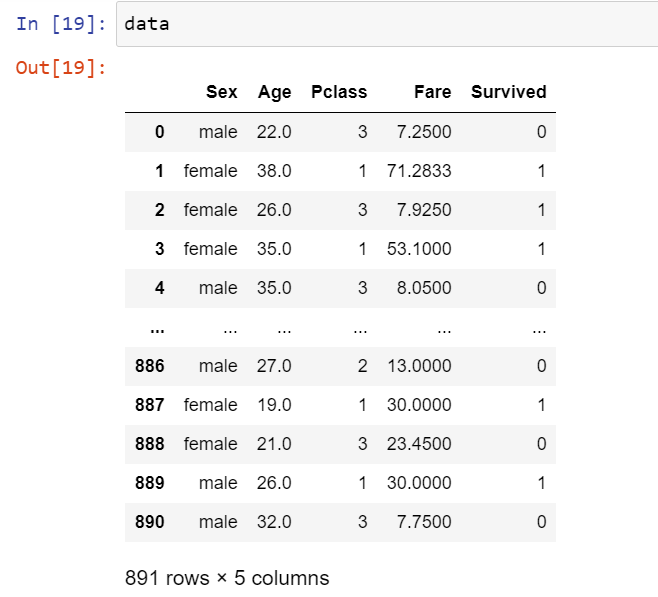 In [19]: data
Out[19]:
Sex Age Pclass Fare Survived
0 male 22.0 3 7.2500 0
1 female 38.0 1 71.2833 1
2 female 26.0 3 7.9250 1
3 female 35.0 1 53.1000 1
4 male 35.0 3 8.0500 0
... ... ... ... ... ...
886 male 27.0 2 13.0000 0
887 female 19.0 1 30.0000 1
888 female 21.0 3 23.4500 0
889 male 26.0 1 30.0000 1
890 male 32.0 3 7.7500 0
891 rows × 5 columns